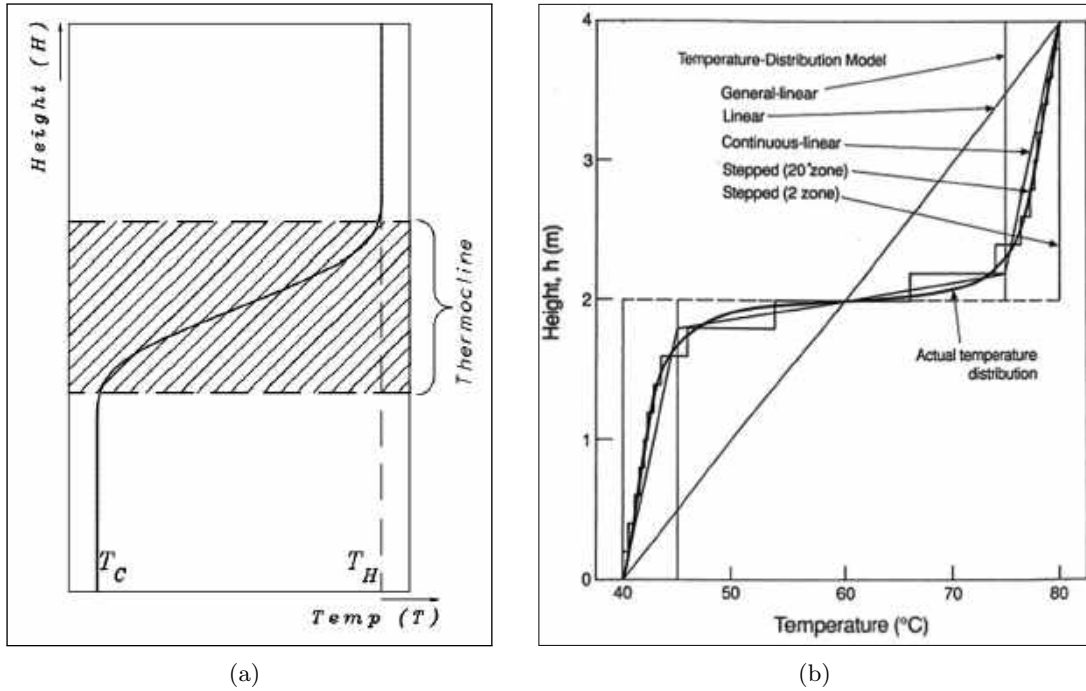 Height (H)
Thermocline
T_C
T_H
Temp (T)
(a)
4
3
2
1
0
Height, h (m)
Temperature-Distribution Model
General-linear
Linear
Continuous-linear
Stepped (20 zone)
Stepped (2 zone)
Actual temperature
distribution
40
50
60
70
80
Temperature (°C)
(b)